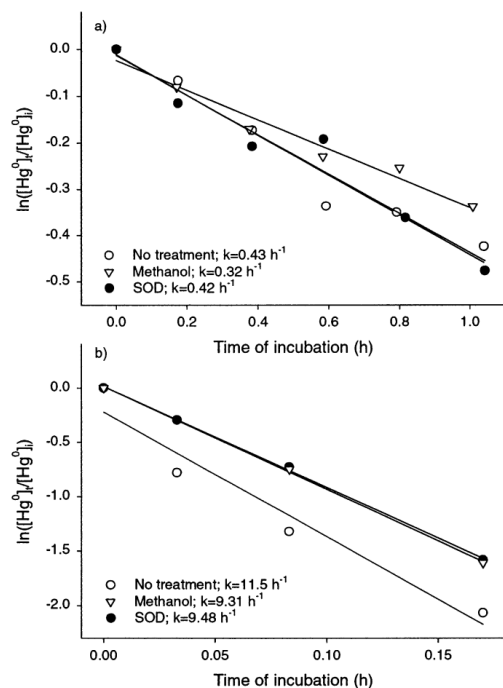 a)
0.0
-0.1
-0.2
-0.3
-0.4
-0.5
ln([Hg⁰]ₜ/[Hg⁰]ᵢ)
No treatment; k=0.43 h⁻¹
Methanol; k=0.32 h⁻¹
SOD; k=0.42 h⁻¹
0.0 0.2 0.4 0.6 0.8 1.0
Time of incubation (h)
b)
0.0
-0.5
-1.0
-1.5
-2.0
ln([Hg⁰]ₜ/[Hg⁰]ᵢ)
No treatment; k=11.5 h⁻¹
Methanol; k=9.31 h⁻¹
SOD; k=9.48 h⁻¹
0.00 0.05 0.10 0.15
Time of incubation (h)